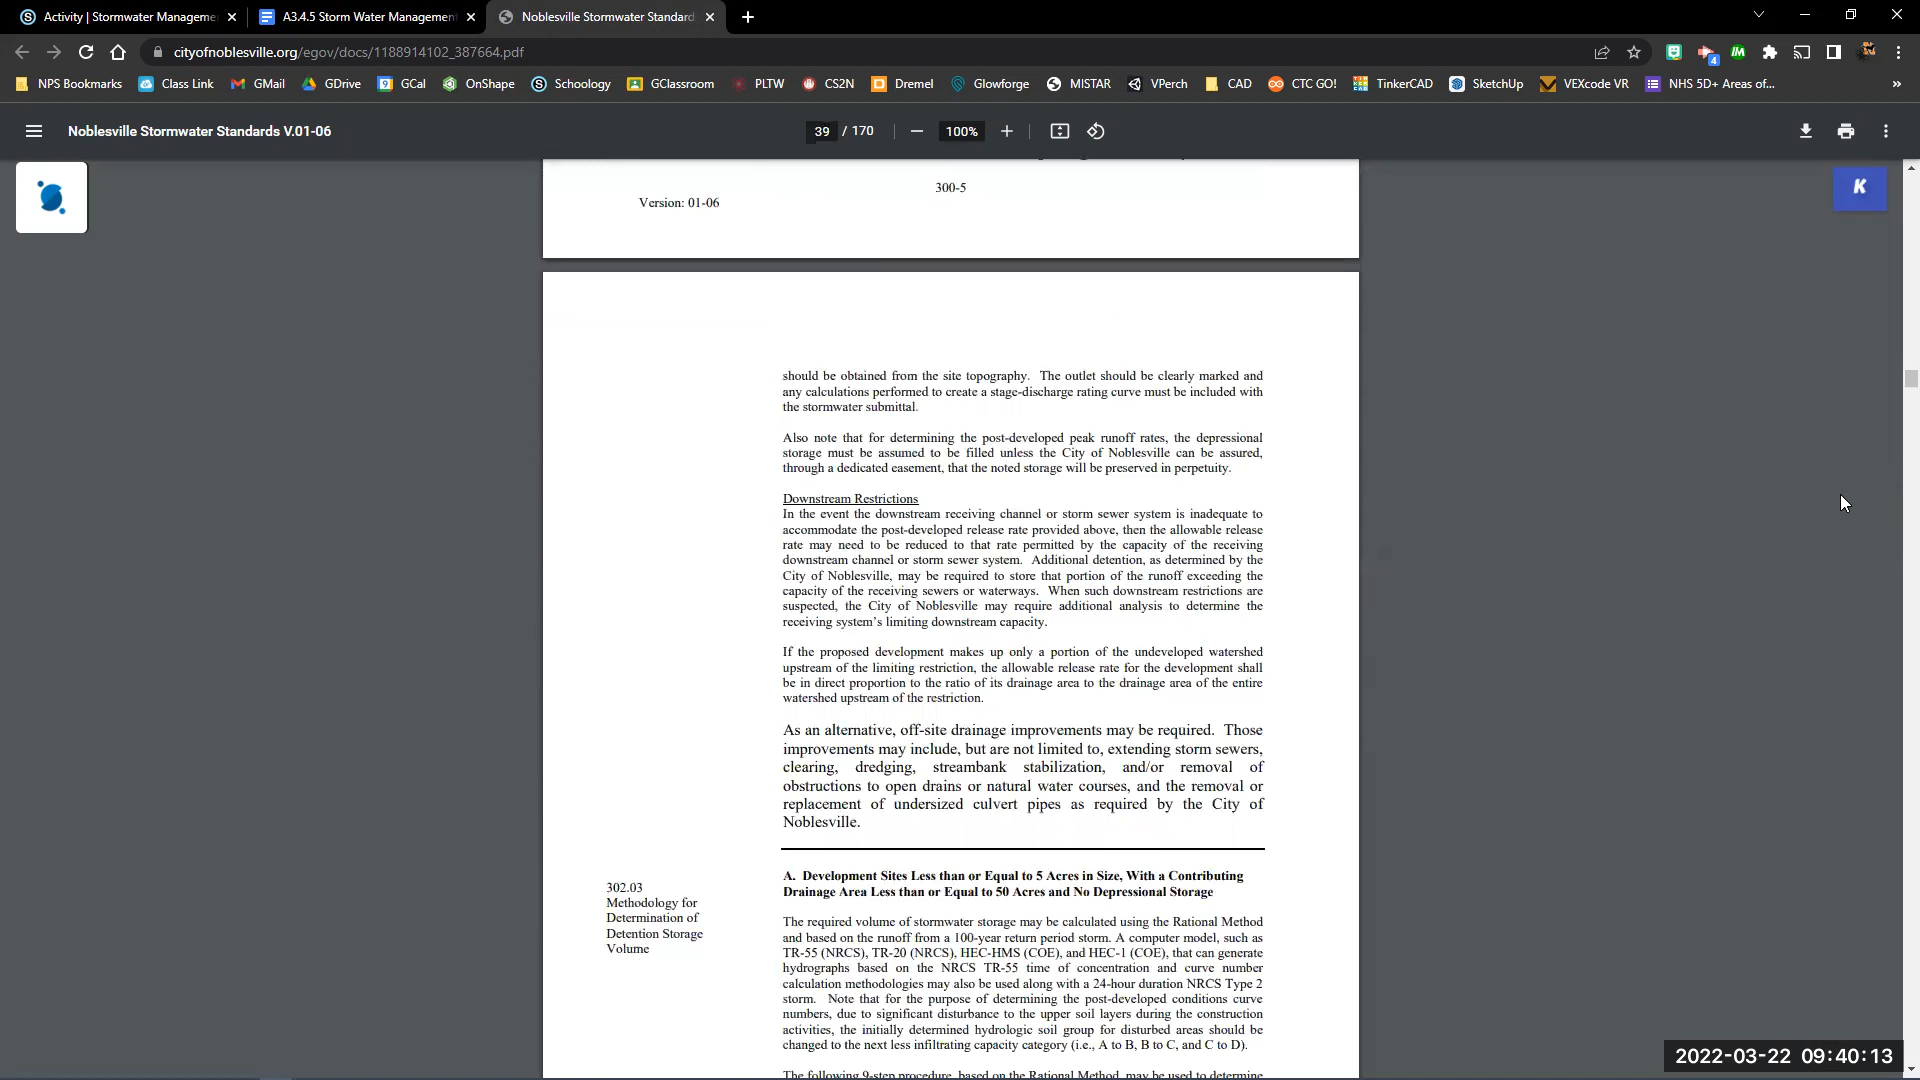 Activity | Stormwater Manageme
A3.4.5 Storm Water Management
Noblesville Stormwater Standard
cityofnoblesville.org/egov/docs/1188914102_387664.pdf
4
NPS Bookmarks
Class Link
GMail
GDrive
9
GCal
OnShape
Schoology
GClassroom
PLTW
CS2N
Dremel
Glowforge
MISTAR
VPerch
CAD
CTC GO!
TinkerCAD
SketchUp
VEXcode VR
NHS 5D+ Areas of...
»
Noblesville Stormwater Standards V.01-06
39 / 170
100%
K
300-5
Version: 01-06
should be obtained from the site topography. The outlet should be clearly marked and
any calculations performed to create a stage-discharge rating curve must be included with
the stormwater submittal.
Also note that for determining the post-developed peak runoff rates, the depressional
storage must be assumed to be filled unless the City of Noblesville can be assured,
through a dedicated easement, that the noted storage will be preserved in perpetuity.
Downstream Restrictions
In the event the downstream receiving channel or storm sewer system is inadequate to
accommodate the post-developed release rate provided above, then the allowable release
rate may need to be reduced to that rate permitted by the capacity of the receiving
downstream channel or storm sewer system. Additional detention, as determined by the
City of Noblesville, may be required to store that portion of the runoff exceeding the
capacity of the receiving sewers or waterways. When such downstream restrictions are
suspected, the City of Noblesville may require additional analysis to determine the
receiving system's limiting downstream capacity.
If the proposed development makes up only a portion of the undeveloped watershed
upstream of the limiting restriction, the allowable release rate for the development shall
be in direct proportion to the ratio of its drainage area to the drainage area of the entire
watershed upstream of the restriction.
As an alternative, off-site drainage improvements may be required. Those
improvements may include, but are not limited to, extending storm sewers,
clearing, dredging, streambank stabilization, and/or removal of
obstructions to open drains or natural water courses, and the removal or
replacement of undersized culvert pipes as required by the City of
Noblesville.
302.03
Methodology for
Determination of
Detention Storage
Volume
A. Development Sites Less than or Equal to 5 Acres in Size, With a Contributing
Drainage Area Less than or Equal to 50 Acres and No Depressional Storage
The required volume of stormwater storage may be calculated using the Rational Method
and based on the runoff from a 100-year return period storm. A computer model, such as
TR-55 (NRCS), TR-20 (NRCS), HEC-HMS (COE), and HEC-1 (COE), that can generate
hydrographs based on the NRCS TR-55 time of concentration and curve number
calculation methodologies may also be used along with a 24-hour duration NRCS Type 2
storm. Note that for the purpose of determining the post-developed conditions curve
numbers, due to significant disturbance to the upper soil layers during the construction
activities, the initially determined hydrologic soil group for disturbed areas should be
changed to the next less infiltrating capacity category (i.e., A to B, B to C, and C to D).
The following 9-step procedure, based on the Rational Method, may be used to determine
2022-03-22 09:40:13